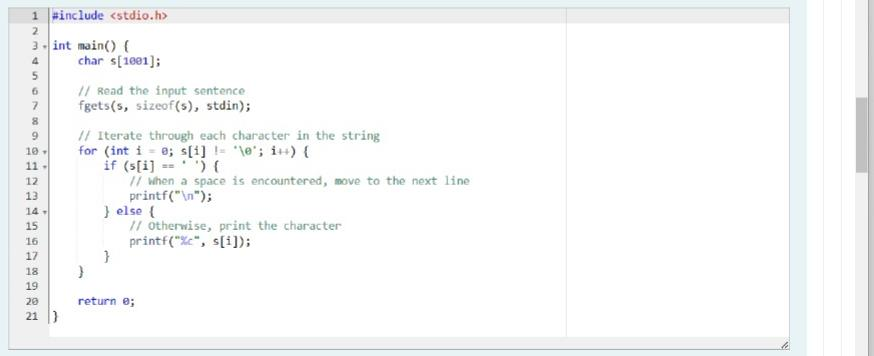 1 #include <stdio.h>
2
3 int main() {
4 char s[1001];
5
6 // Read the input sentence
7 fgets(s, sizeof(s), stdin);
8
9 // Iterate through each character in the string
10 for (int i = 0; s[i] != '\0'; i++) {
11 if (s[i] == ' ') {
12 // When a space is encountered, move to the next line
13 printf("\n");
14 } else {
15 // Otherwise, print the character
16 printf("%c", s[i]);
17 }
18 }
19
20 return 0;
21 }